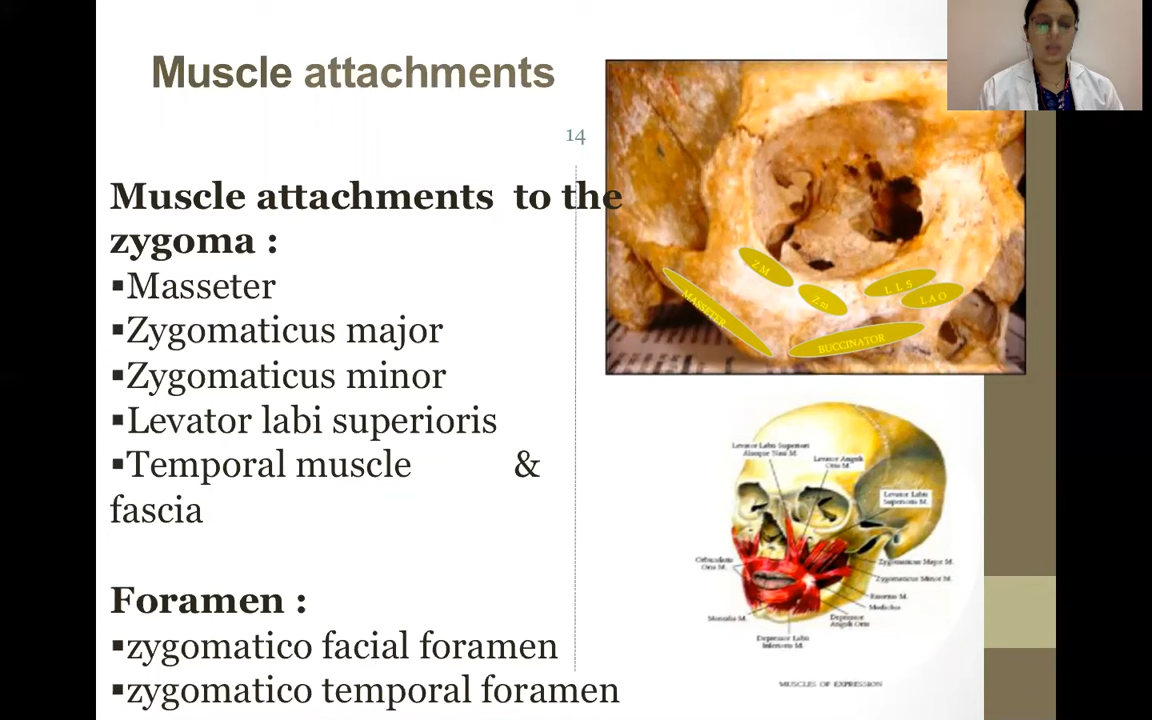 Muscle attachments
14
Muscle attachments to the
zygoma :
▪Masseter
▪Zygomaticus major
▪Zygomaticus minor
▪Levator labi superioris
▪Temporal muscle &
fascia
Foramen :
▪zygomatico facial foramen
▪zygomatico temporal foramen
Z M
Z m
L L S
L A O
MASSETER
BUCCINATOR
Levator Labii Superioris
Alaeque Nasi M.
Levator Anguli
Oris M.
Levator Labii
Superioris M.
Orbicularis
Oris M.
Zygomaticus Major M.
Zygomaticus Minor M.
Risorius M.
Modiolus
Depressor
Anguli Oris
Mentalis M.
Depressor Labii
Inferioris M.
MUSCLES OF EXPRESSION